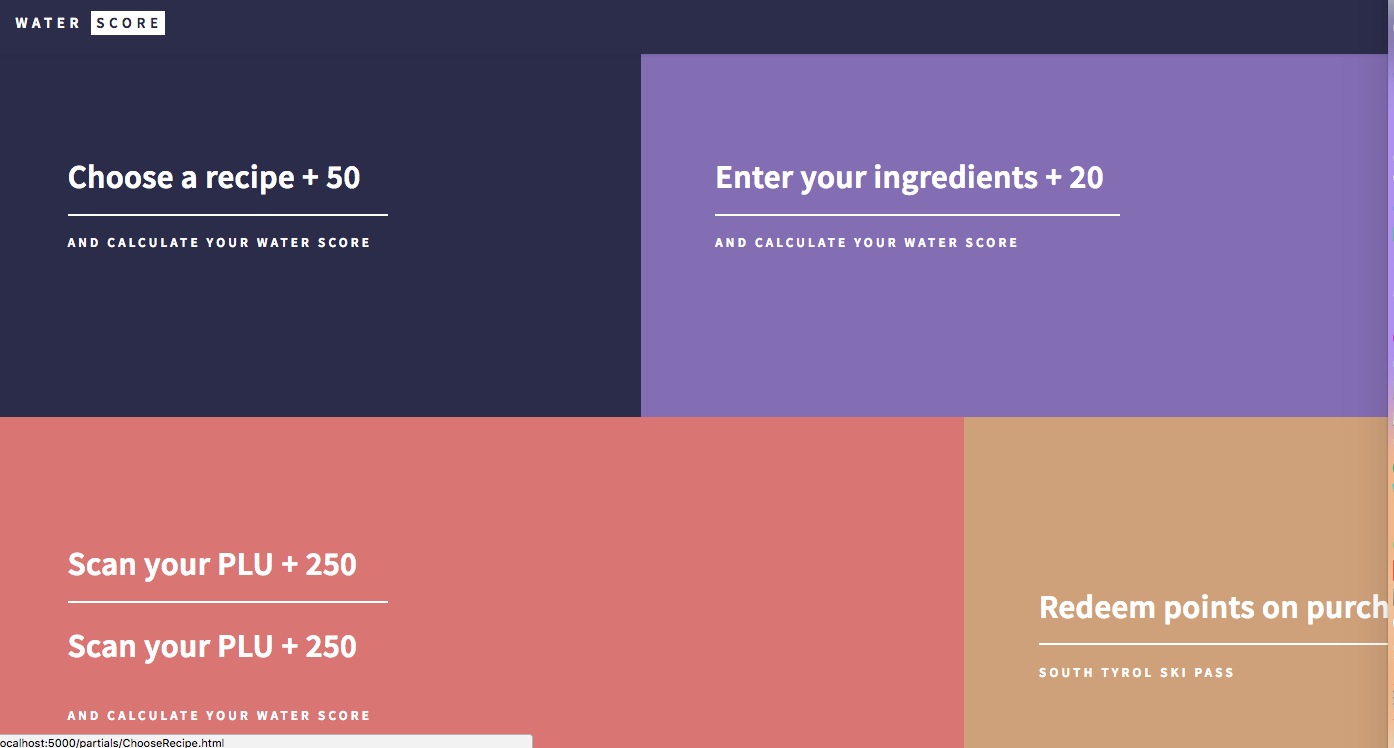 WATER SCORE
Choose a recipe + 50
AND CALCULATE YOUR WATER SCORE
Enter your ingredients + 20
AND CALCULATE YOUR WATER SCORE
Scan your PLU + 250
Scan your PLU + 250
AND CALCULATE YOUR WATER SCORE
Redeem points on purch
SOUTH TYROL SKI PASS
ocalhost:5000/partials/ChooseRecipe.html